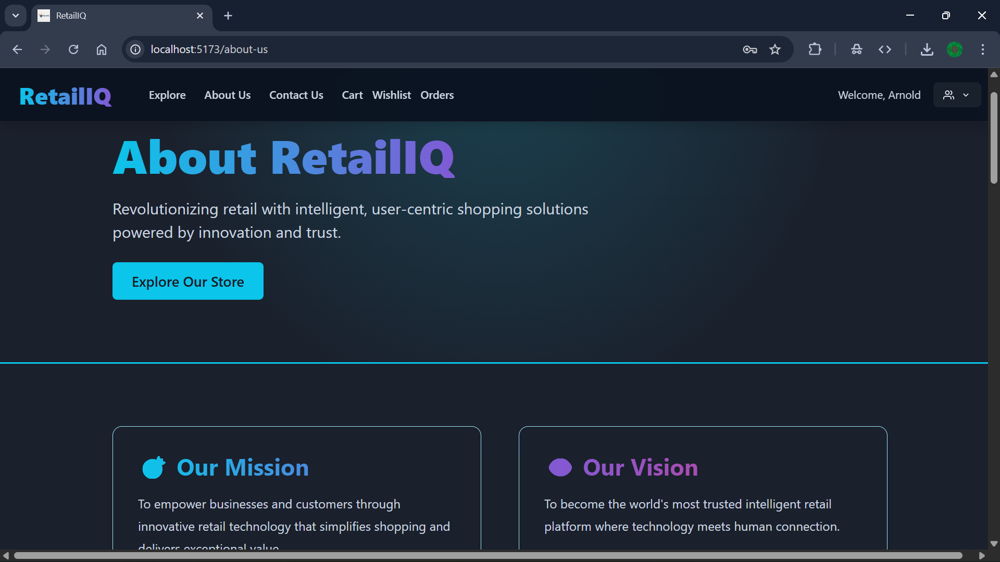 RetailIQ
localhost:5173/about-us
RetailIQ
Explore
About Us
Contact Us
Cart
Wishlist
Orders
Welcome, Arnold
About RetailIQ
Revolutionizing retail with intelligent, user-centric shopping solutions
powered by innovation and trust.
Explore Our Store
Our Mission
To empower businesses and customers through
innovative retail technology that simplifies shopping and
delivers exceptional value.
Our Vision
To become the world's most trusted intelligent retail
platform where technology meets human connection.